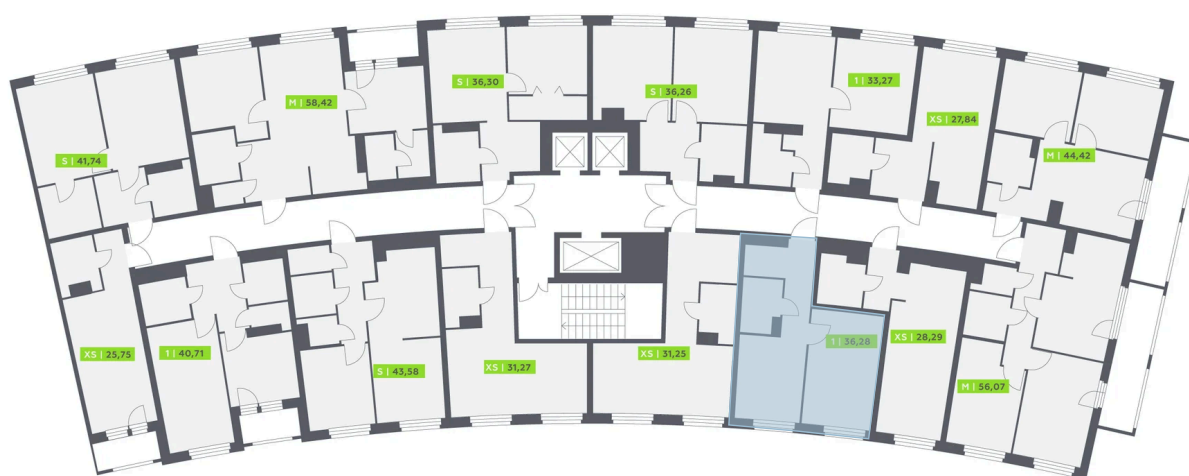 S | 36,30
1 | 33,27
S | 36,26
M | 58,42
XS | 27,84
S | 41,74
M | 44,42
1 | 36,28
XS | 28,29
XS | 25,75
1 | 40,71
XS | 31,25
XS | 31,27
S | 43,58
M | 56,07